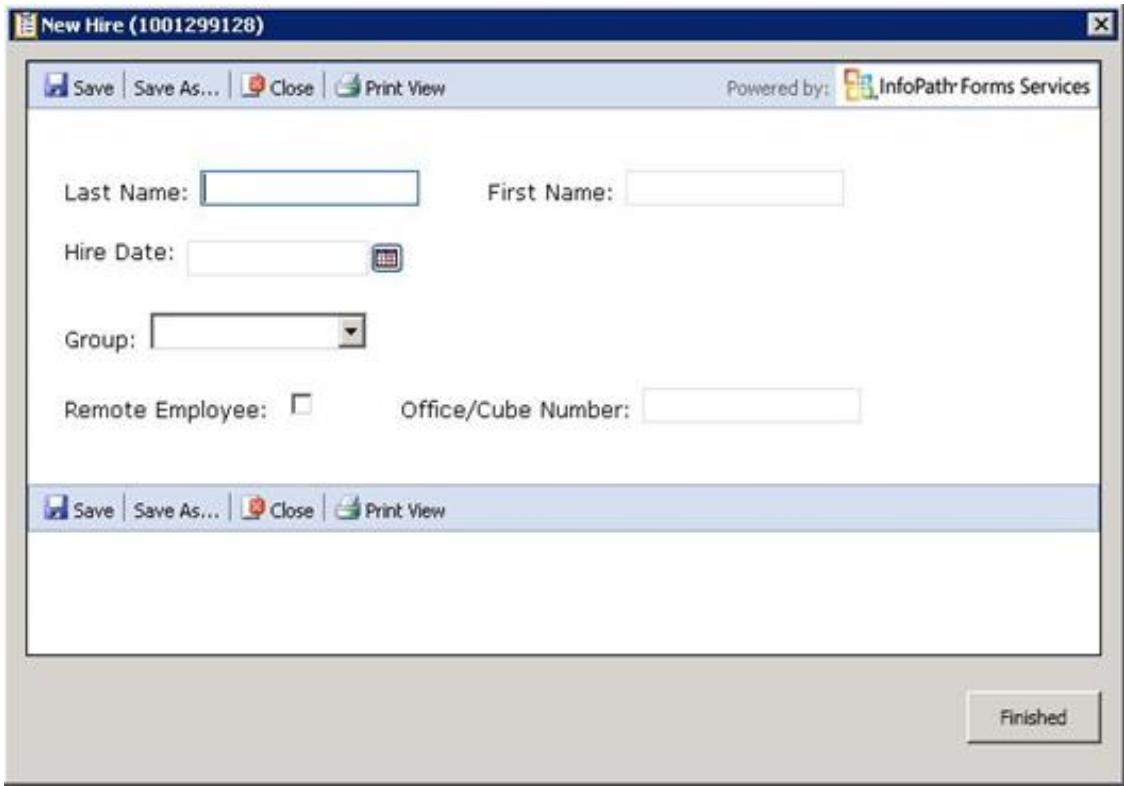 New Hire (1001299128)
Save Save As... Close Print View Powered by: InfoPath Forms Services
Last Name: First Name:
Hire Date:
Group:
Remote Employee: Office/Cube Number:
Save Save As... Close Print View
Finished